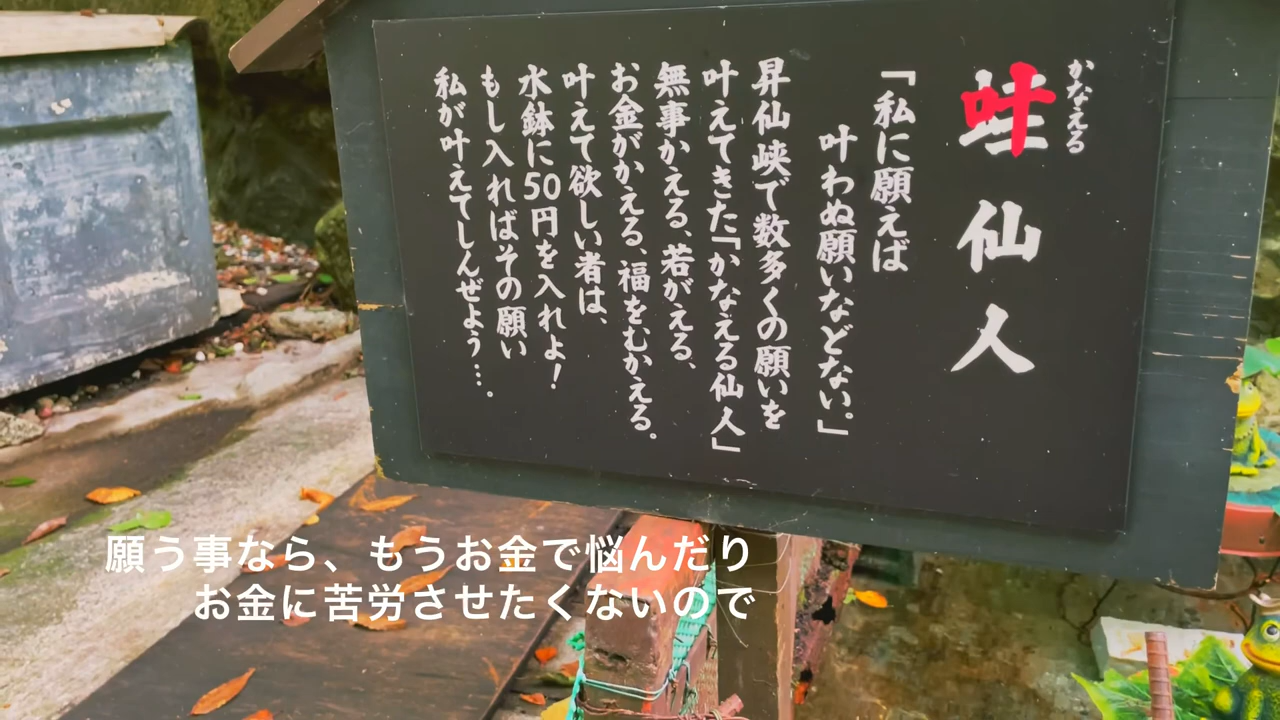 かなえる
蛙仙人
「私に願えば
叶わぬ願いなどない。」
昇仙峡で数多くの願いを
叶えてきた「かなえる仙人」
無事かえる、若がえる、
お金がかえる、福をむかえる。
叶えて欲しい者は、
水鉢に50円を入れよ!
もし入ればその願い
私が叶えてしんぜよう…。
願う事なら、もうお金で悩んだり
お金に苦労させたくないので